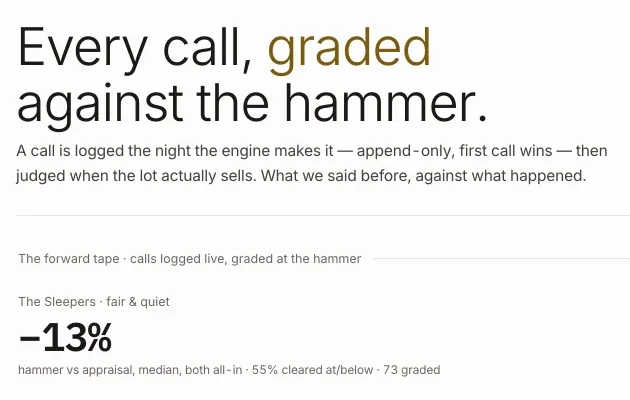 Every call, graded
against the hammer.
A call is logged the night the engine makes it — append-only, first call wins — then
judged when the lot actually sells. What we said before, against what happened.
The forward tape · calls logged live, graded at the hammer
The Sleepers · fair & quiet
−13%
hammer vs appraisal, median, both all-in · 55% cleared at/below · 73 graded